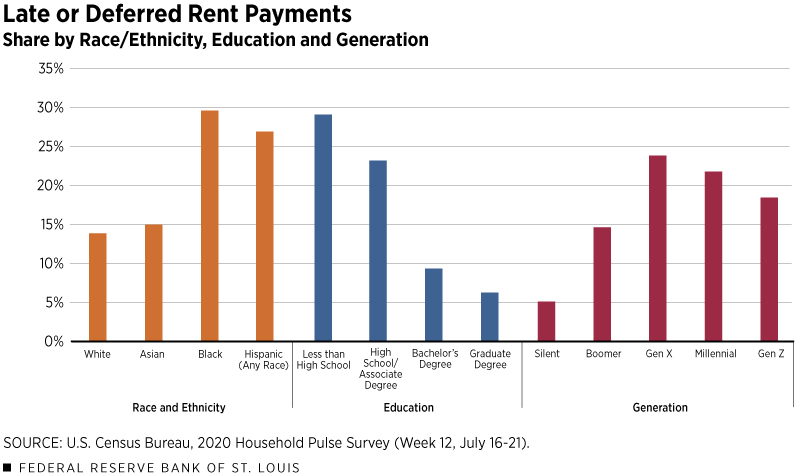 Late or Deferred Rent Payments
Share by Race/Ethnicity, Education and Generation
35%
30%
25%
20%
15%
10%
5%
0%
White
Asian
Black
Hispanic
(Any Race)
Less than
High School
High
School/
Associate
Degree
Bachelor's
Degree
Graduate
Degree
Silent
Boomer
Gen X
Millennial
Gen Z
Race and Ethnicity
Education
Generation
SOURCE: U.S. Census Bureau, 2020 Household Pulse Survey (Week 12, July 16-21).
FEDERAL RESERVE BANK OF ST. LOUIS